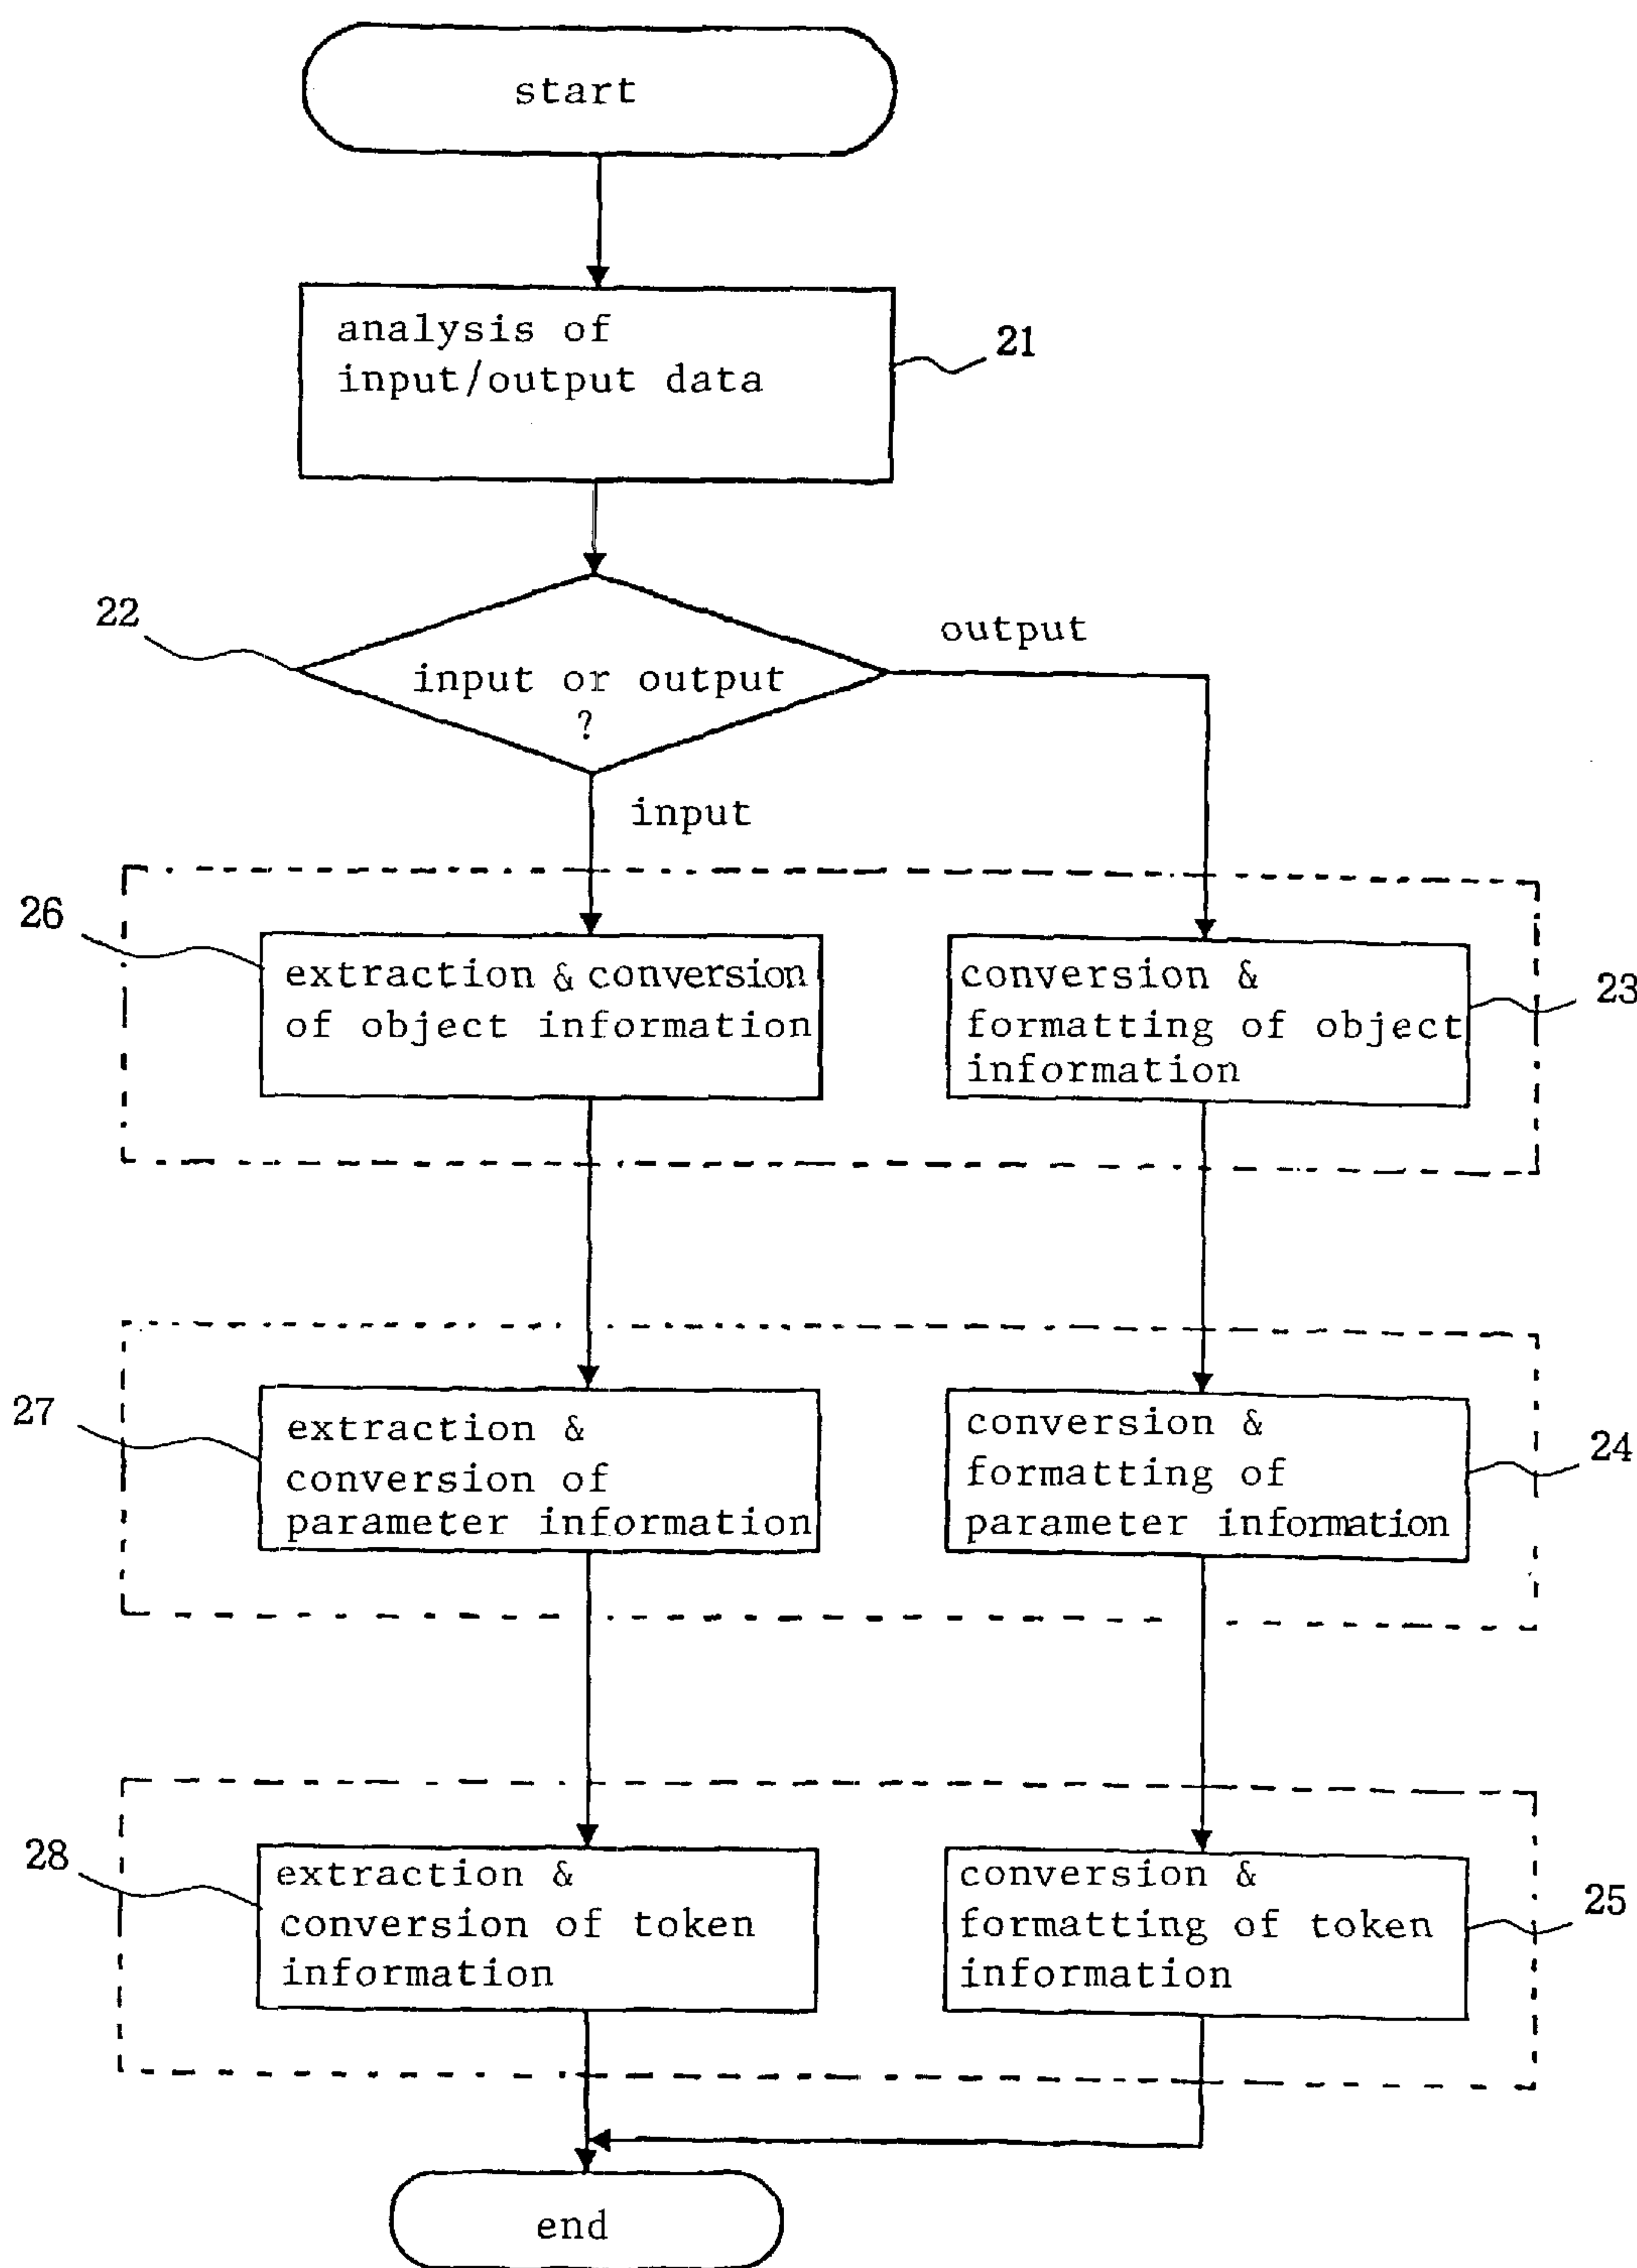 start
analysis of
input/output data
21
22
output
input or output
?
input
26
extraction & conversion
of object information
conversion &
formatting of object
information
23
27
extraction &
conversion of
parameter information
conversion &
formatting of
parameter information
24
28
extraction &
conversion of token
information
conversion &
formatting of token
information
25
end